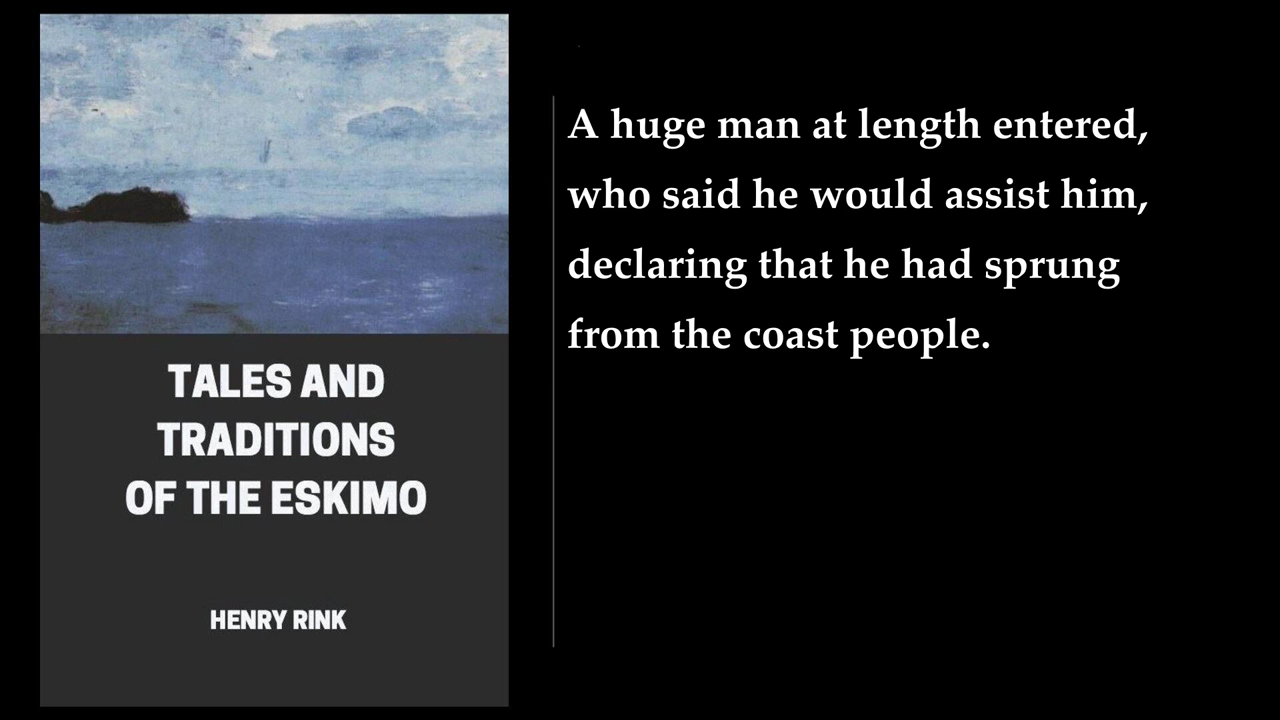 TALES AND
TRADITIONS
OF THE ESKIMO
HENRY RINK
A huge man at length entered,
who said he would assist him,
declaring that he had sprung
from the coast people.